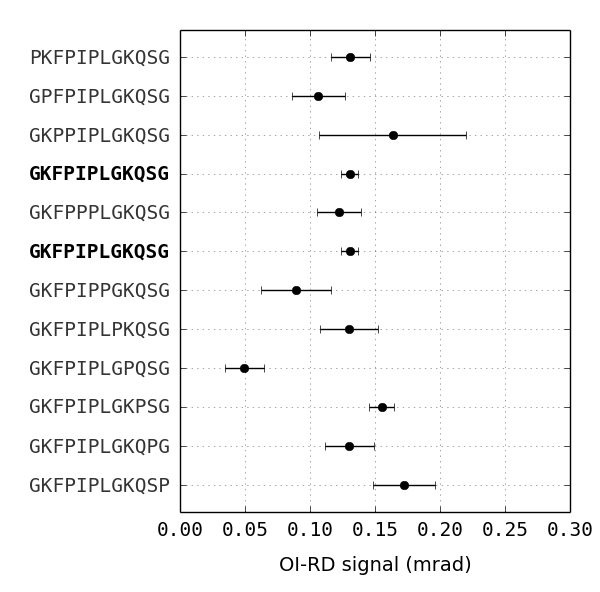 PKFPIPLGKQSG
GPFPIPLGKQSG
GKPPIPLGKQSG
GKFPIPLGKQSG
GKFPPPLGKQSG
GKFPIPLGKQSG
GKFPIPPGKQSG
GKFPIPLPKQSG
GKFPIPLGPQSG
GKFPIPLGKPSG
GKFPIPLGKQPG
GKFPIPLGKQSP
0.00 0.05 0.10 0.15 0.20 0.25 0.30
OI-RD signal (mrad)